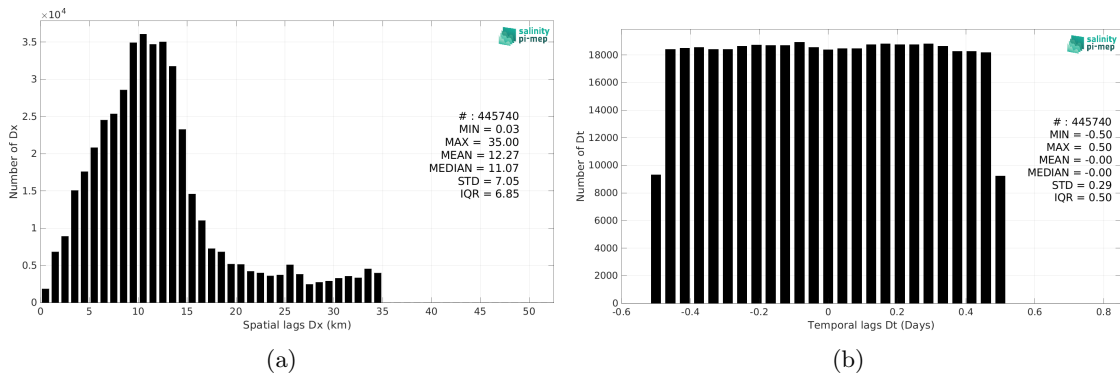 ×10⁴
3.5
3
2.5
2
1.5
1
0.5
0
Number of Dx
salinity
pi-mep
# : 445740
MIN = 0.03
MAX = 35.00
MEAN = 12.27
MEDIAN = 11.07
STD = 7.05
IQR = 6.85
0 5 10 15 20 25 30 35 40 45 50
Spatial lags Dx (km)
(a)
18000
16000
14000
12000
10000
8000
6000
4000
2000
0
Number of Dt
salinity
pi-mep
# : 445740
MIN = -0.50
MAX = 0.50
MEAN = -0.00
MEDIAN = -0.00
STD = 0.29
IQR = 0.50
-0.6 -0.4 -0.2 0 0.2 0.4 0.6 0.8
Temporal lags Dt (Days)
(b)